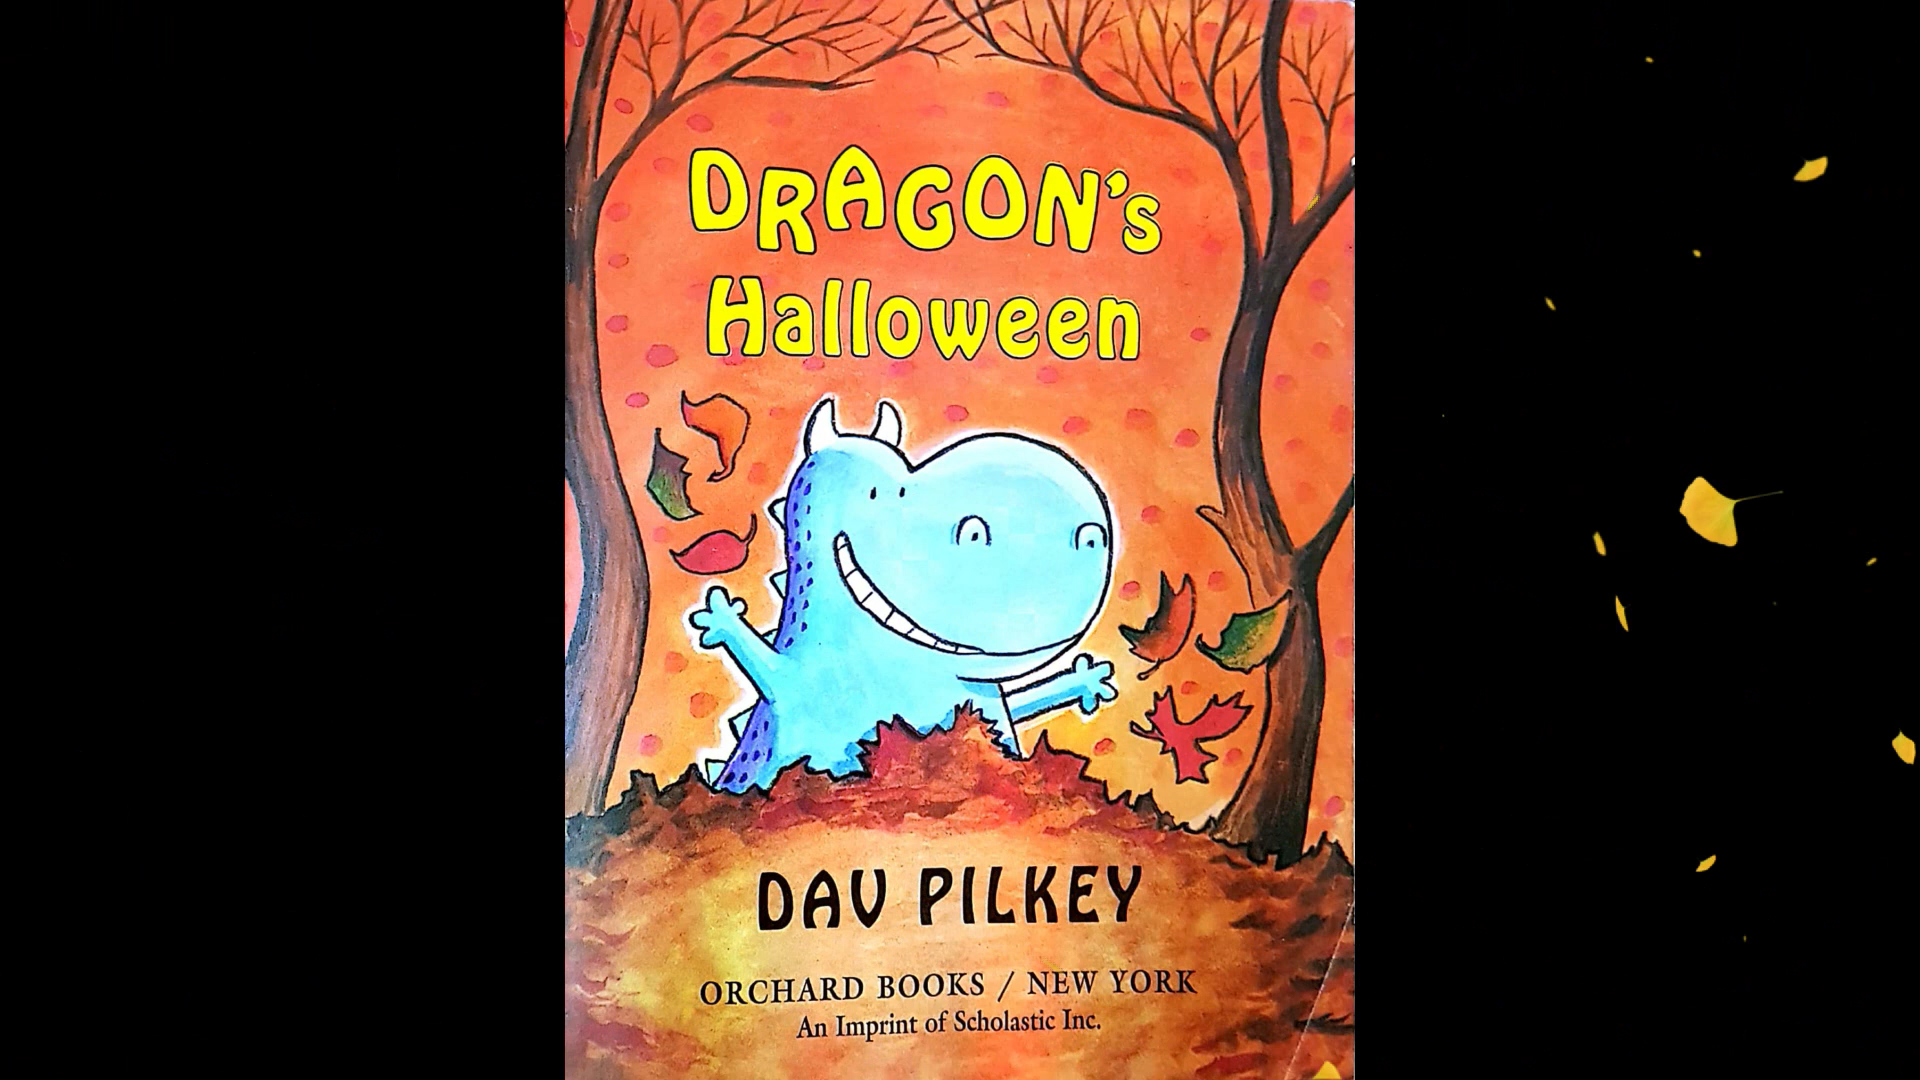 DRAGON's
Halloween
DAV PILKEY
ORCHARD BOOKS / NEW YORK
An Imprint of Scholastic Inc.